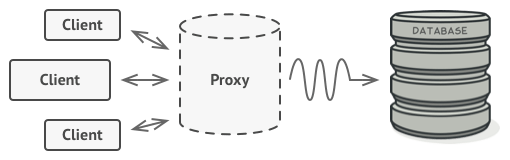 Client
Client
Client
Proxy
DATABASE